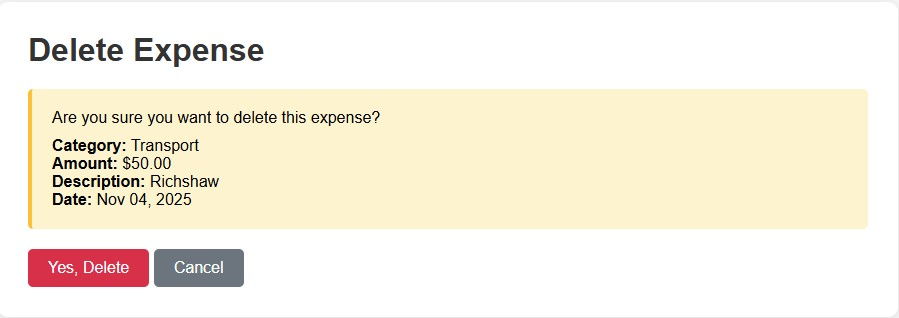 Delete Expense
Are you sure you want to delete this expense?
Category: Transport
Amount: $50.00
Description: Richshaw
Date: Nov 04, 2025
Yes, Delete
Cancel